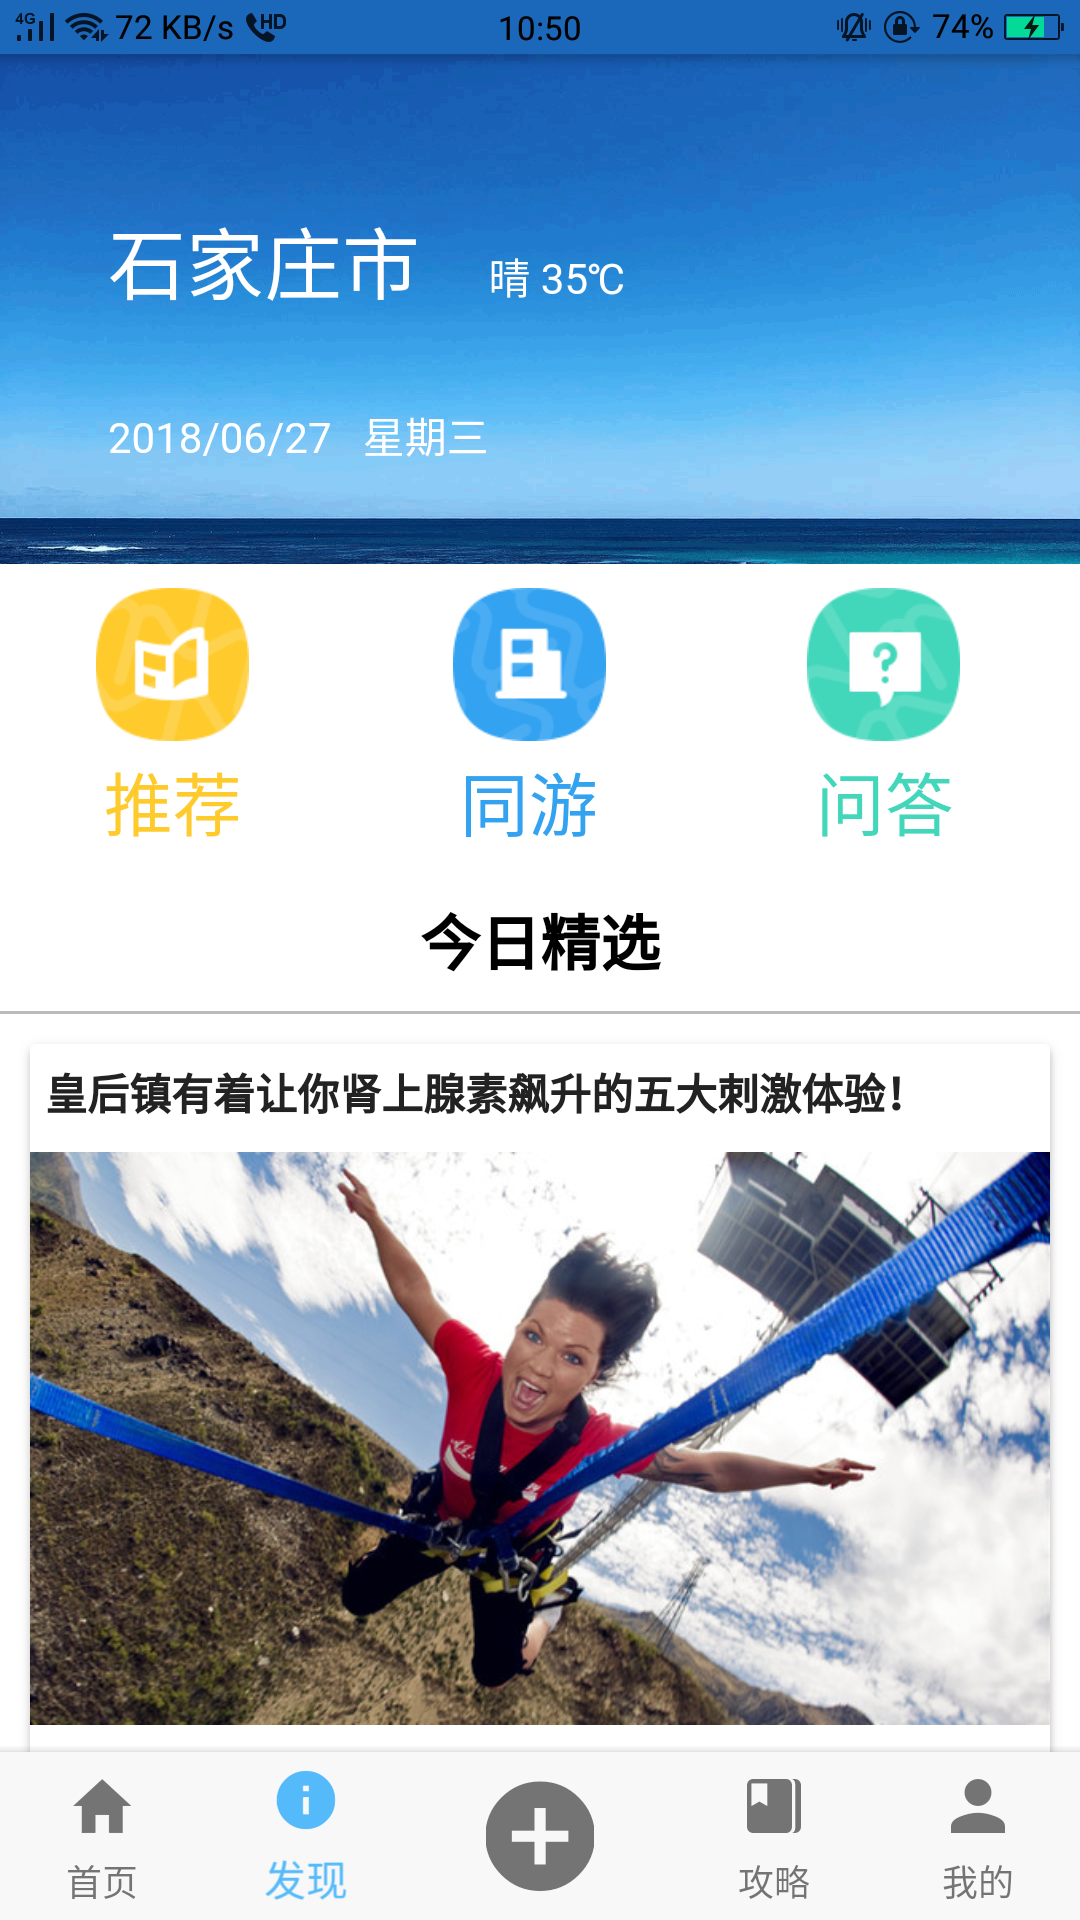 4G 72 KB/s HD 10:50 74%
石家庄市 晴 35℃
2018/06/27 星期三
推荐 同游 问答
今日精选
皇后镇有着让你肾上腺素飙升的五大刺激体验！
首页 发现 攻略 我的